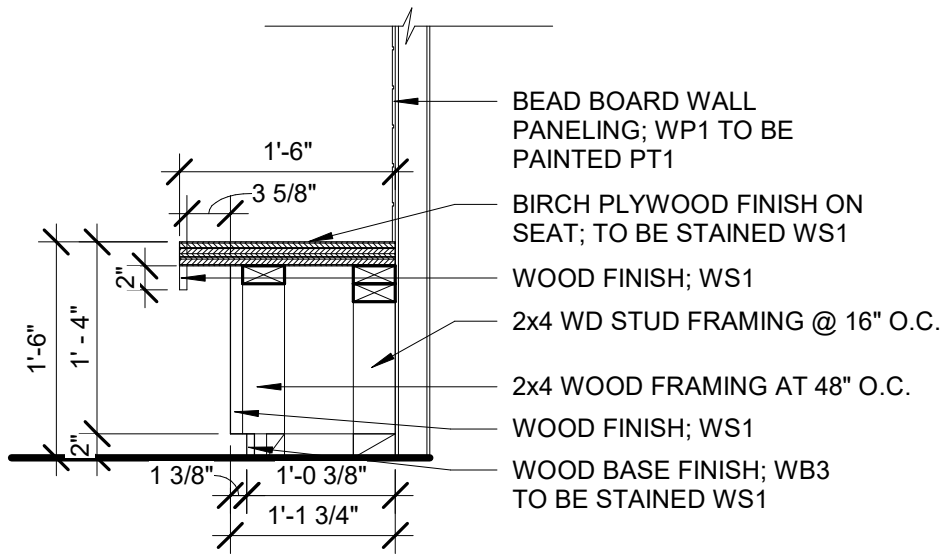 BEAD BOARD WALL
PANELING; WP1 TO BE
PAINTED PT1
1'-6"
3 5/8"
BIRCH PLYWOOD FINISH ON
SEAT; TO BE STAINED WS1
2"
WOOD FINISH; WS1
1'-6"
1' - 4"
2x4 WD STUD FRAMING @ 16" O.C.
2x4 WOOD FRAMING AT 48" O.C.
WOOD FINISH; WS1
2"
1 3/8"
1'-0 3/8"
WOOD BASE FINISH; WB3
TO BE STAINED WS1
1'-1 3/4"